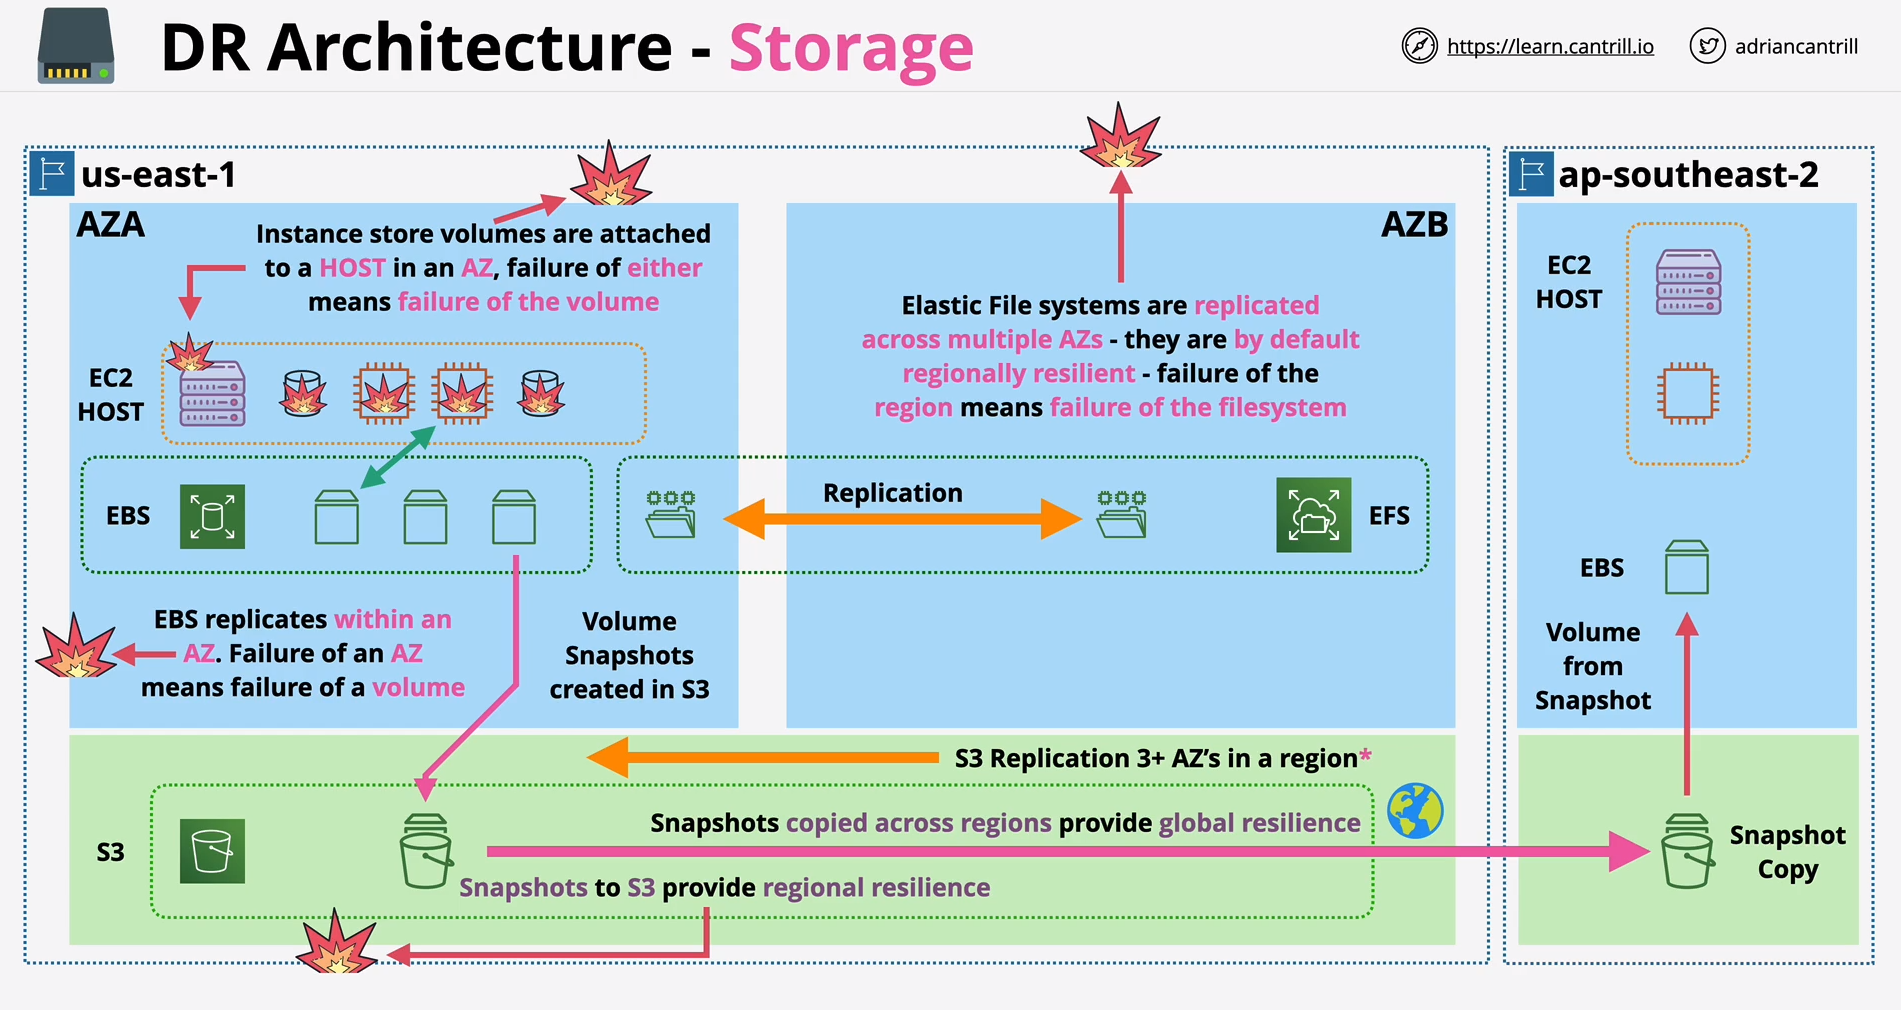 DR Architecture - Storage
https://learn.cantrill.io
adriancantrill
us-east-1
AZA
Instance store volumes are attached
to a HOST in an AZ, failure of either
means failure of the volume
EC2
HOST
EBS
EBS replicates within an
AZ. Failure of an AZ
means failure of a volume
Volume
Snapshots
created in S3
AZB
Elastic File systems are replicated
across multiple AZs - they are by default
regionally resilient - failure of the
region means failure of the filesystem
Replication
EFS
S3 Replication 3+ AZ’s in a region*
S3
Snapshots copied across regions provide global resilience
Snapshots to S3 provide regional resilience
ap-southeast-2
EC2
HOST
EBS
Volume
from
Snapshot
Snapshot
Copy